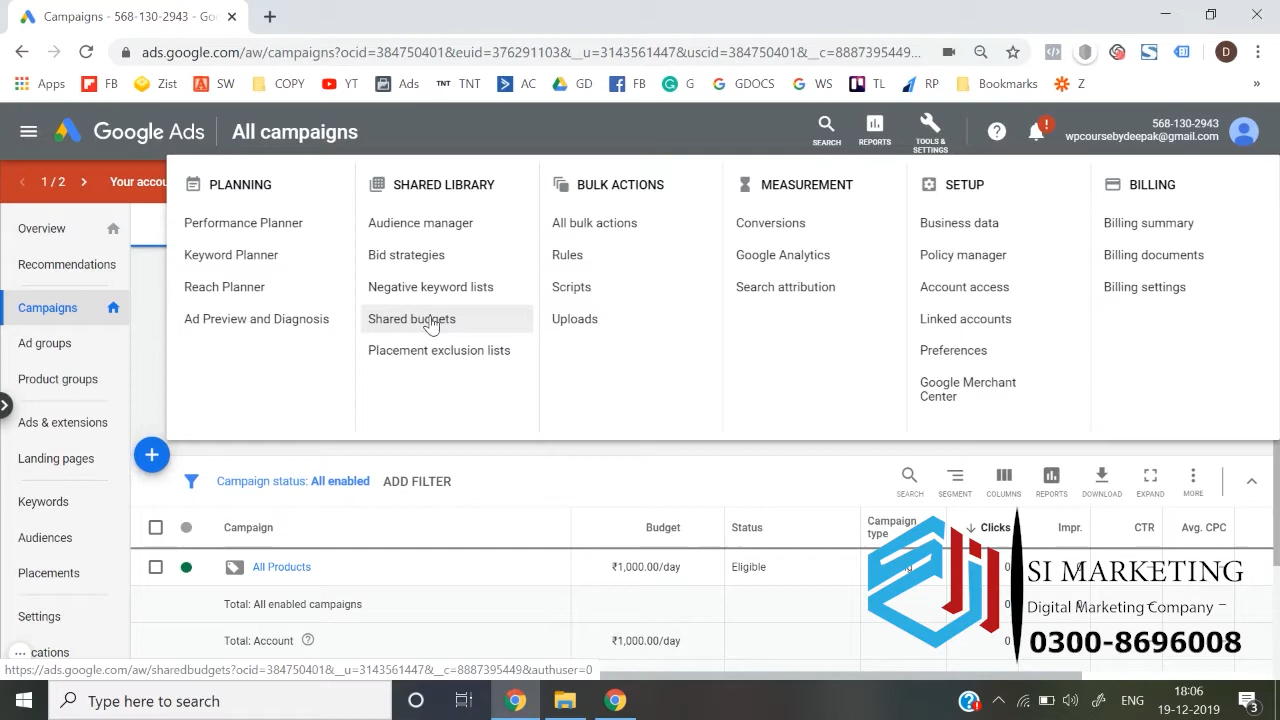 Campaigns - 568-130-2943 - Go
ads.google.com/aw/campaigns?ocid=384750401&euid=376291103&__u=3143561447&uscid=384750401&__c=8887395449...
D
Apps
FB
Zist
SW
COPY
YT
Ads
TNT TNT
AC
GD
FB
G
GDOCS
WS
TL
RP
Bookmarks
Z
»
Google Ads
All campaigns
SEARCH
REPORTS
TOOLS & SETTINGS
568-130-2943
wpcoursebydeepak@gmail.com
1 / 2
Your accou
PLANNING
Performance Planner
Keyword Planner
Reach Planner
Ad Preview and Diagnosis
SHARED LIBRARY
Audience manager
Bid strategies
Negative keyword lists
Shared budgets
Placement exclusion lists
BULK ACTIONS
All bulk actions
Rules
Scripts
Uploads
MEASUREMENT
Conversions
Google Analytics
Search attribution
SETUP
Business data
Policy manager
Account access
Linked accounts
Preferences
Google Merchant
Center
BILLING
Billing summary
Billing documents
Billing settings
Overview
Recommendations
Campaigns
Ad groups
Product groups
Ads & extensions
Landing pages
Keywords
Audiences
Placements
Settings
cations
Campaign status: All enabled
ADD FILTER
SEARCH
SEGMENT
COLUMNS
REPORTS
DOWNLOAD
EXPAND
MORE
Campaign
Budget
Status
Campaign
type
Clicks
Impr.
CTR
Avg. CPC
All Products
₹1,000.00/day
Eligible
Total: All enabled campaigns
Total: Account
₹1,000.00/day
SI MARKETING
Digital Marketing Company –
0300-8696008
https://ads.google.com/aw/sharedbudgets?ocid=384750401&__u=3143561447&__c=8887395449&authuser=0
Type here to search
ENG
18:06
19-12-2019
3